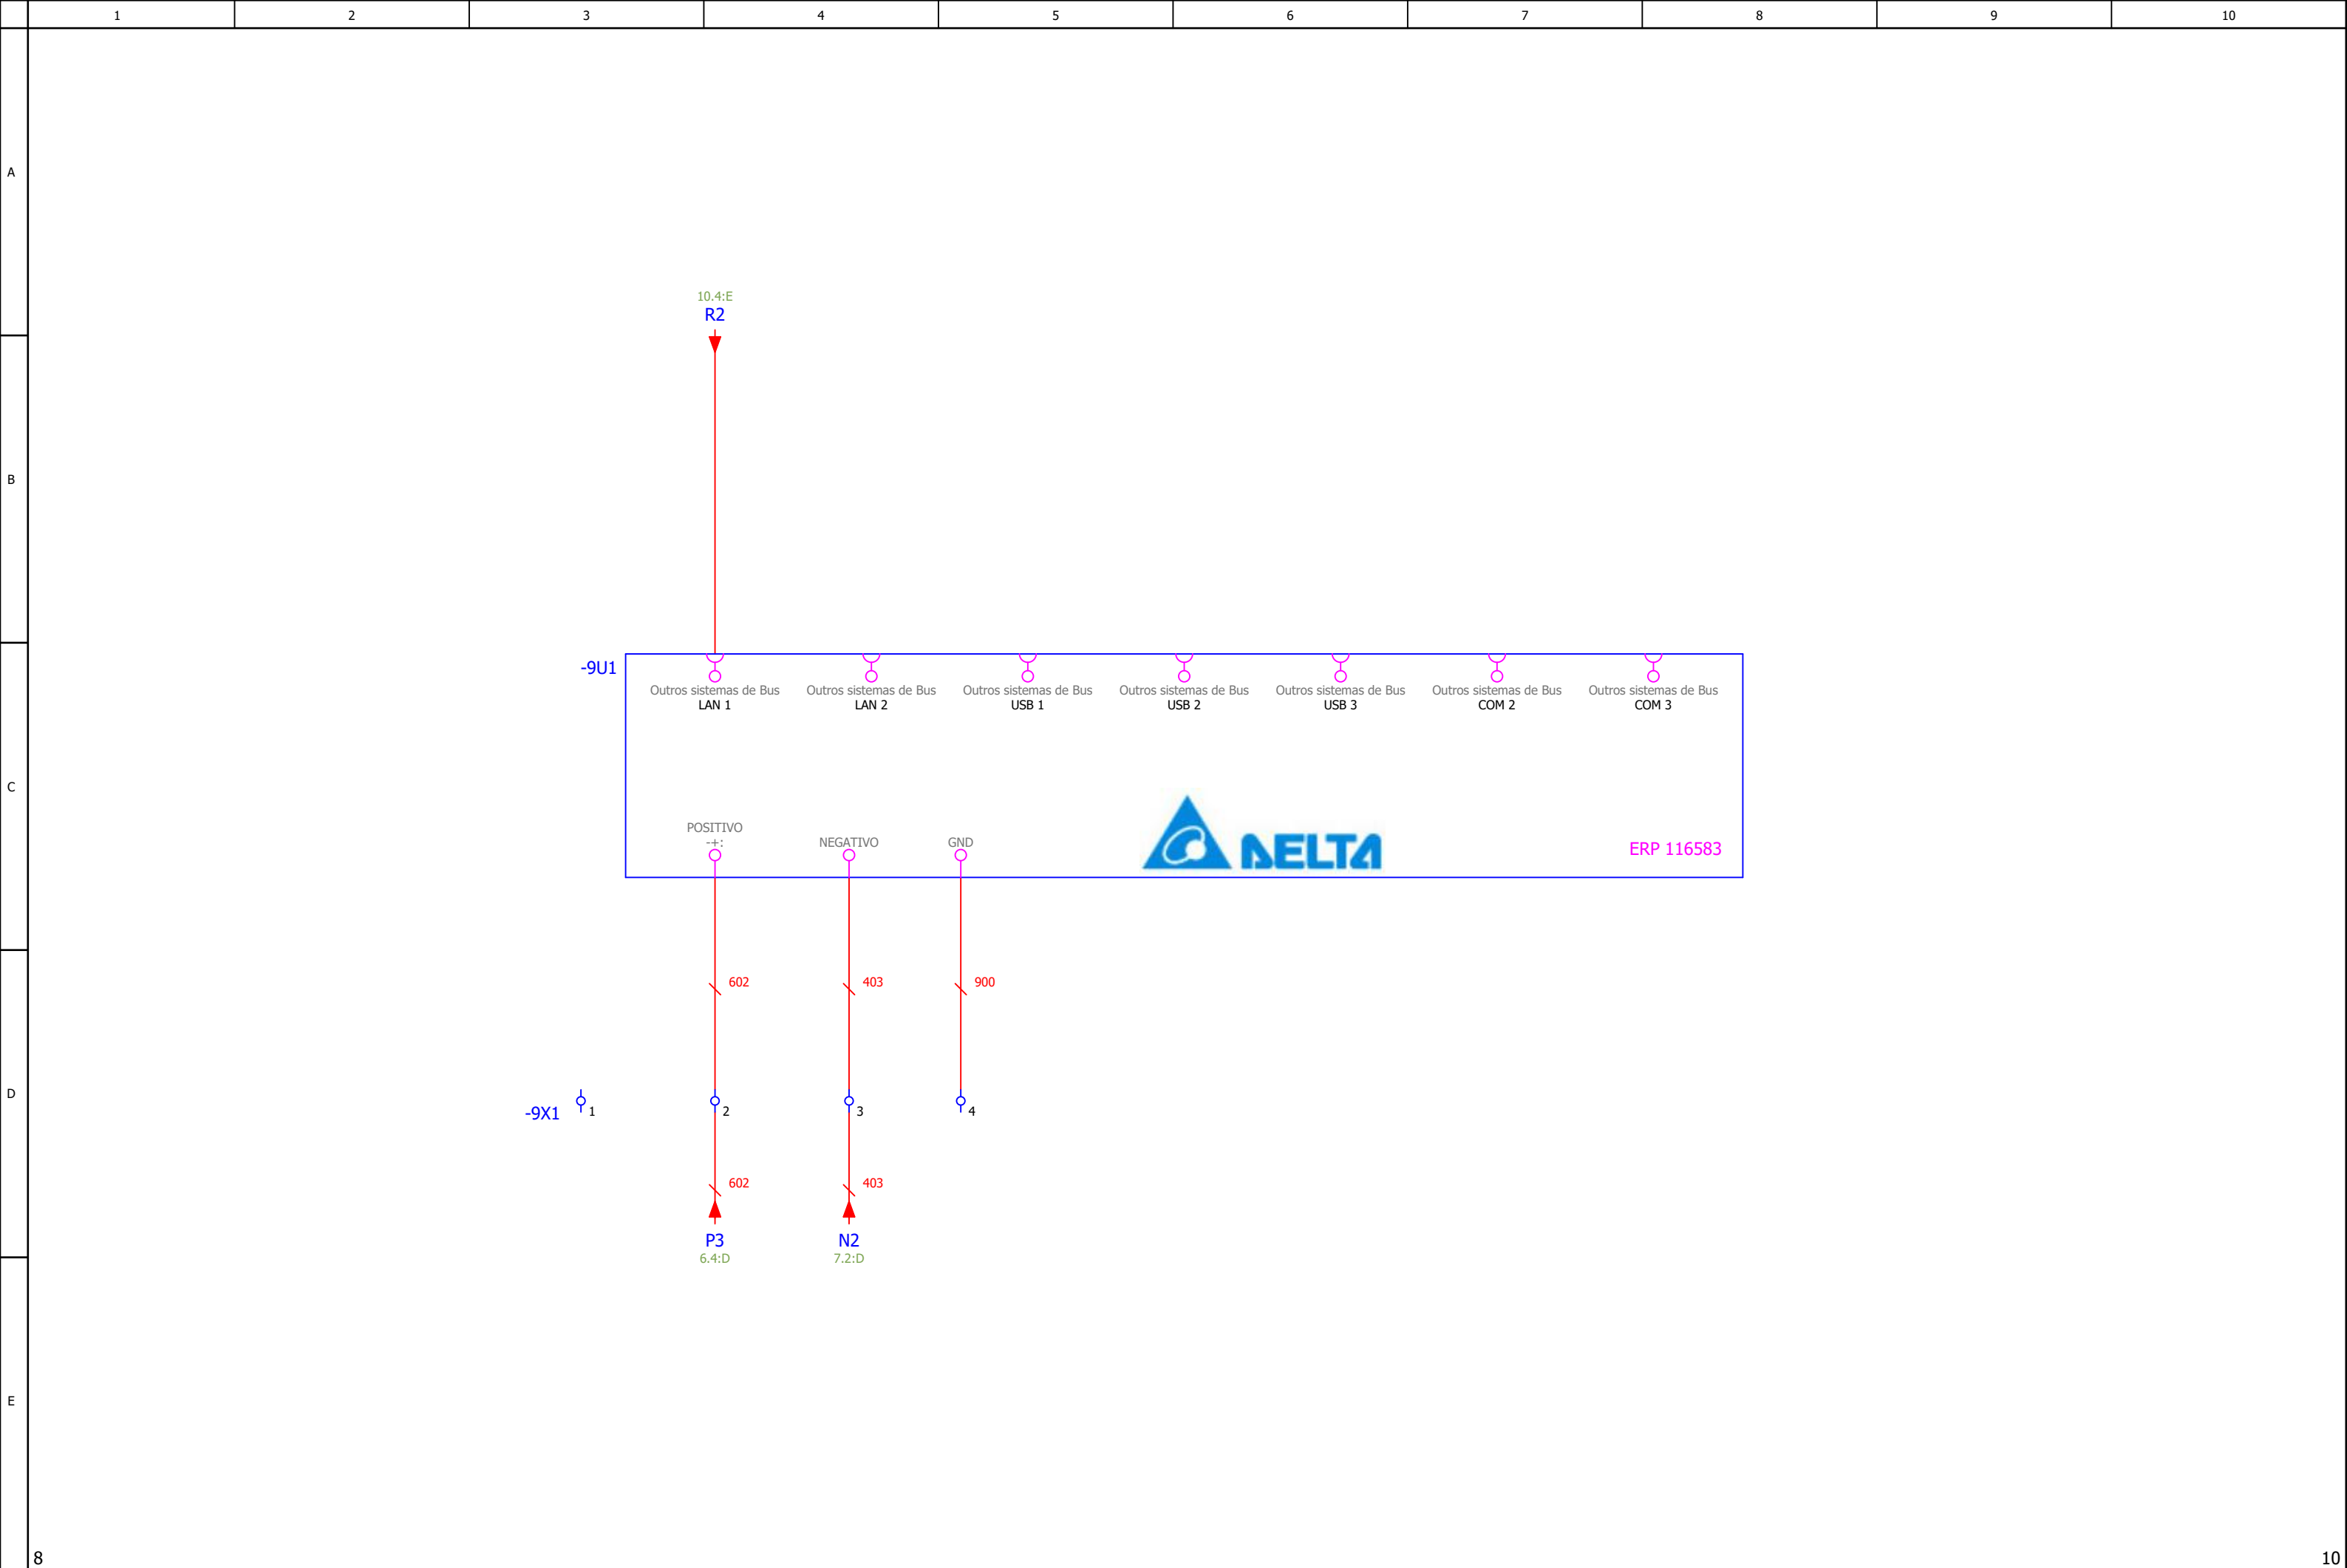 1 2 3 4 5 6 7 8 9 10
A
10.4:E
R2
B
-9U1
Outros sistemas de Bus Outros sistemas de Bus Outros sistemas de Bus Outros sistemas de Bus Outros sistemas de Bus Outros sistemas de Bus Outros sistemas de Bus
LAN 1 LAN 2 USB 1 USB 2 USB 3 COM 2 COM 3
C
POSITIVO
-+: NEGATIVO GND
DELTA
ERP 116583
602 403 900
D
-9X1 1 2 3 4
602 403
P3 N2
6.4:D 7.2:D
E
8 10